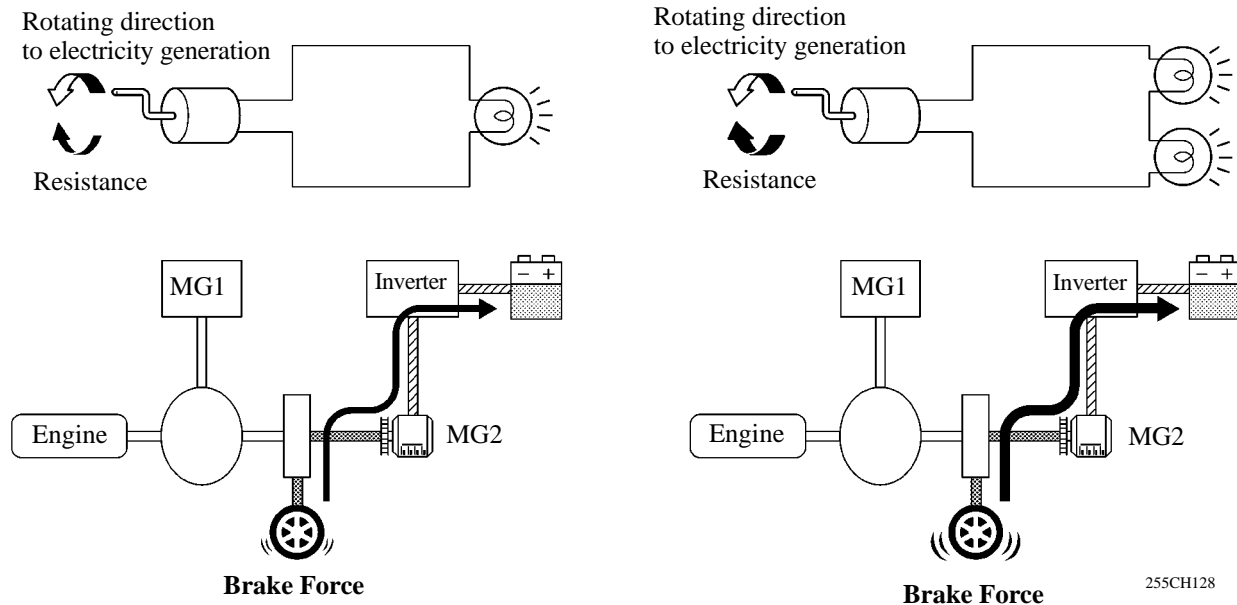 Rotating direction
to electricity generation
Resistance
MG1
Inverter
− +
Engine
MG2
Brake Force
Rotating direction
to electricity generation
Resistance
MG1
Inverter
− +
Engine
MG2
Brake Force
255CH128